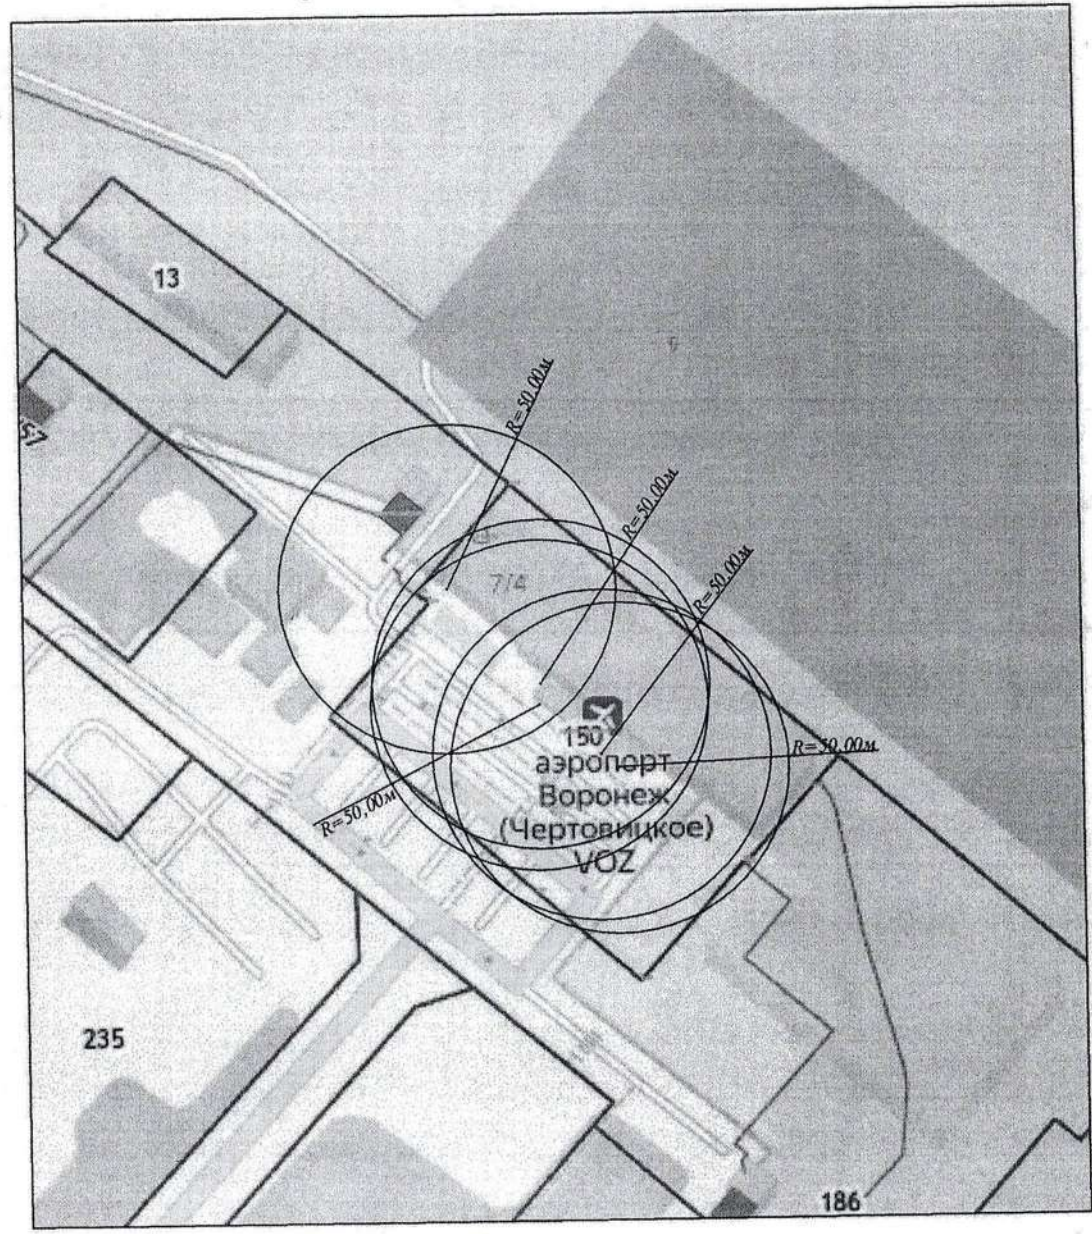 13
R=50,00м
57
R=50,00м
R=50,00м
7/4
150
R=50,00м
аэропорт
Воронеж
R=50,00м
(Чертовицкое)
VOZ
235
186